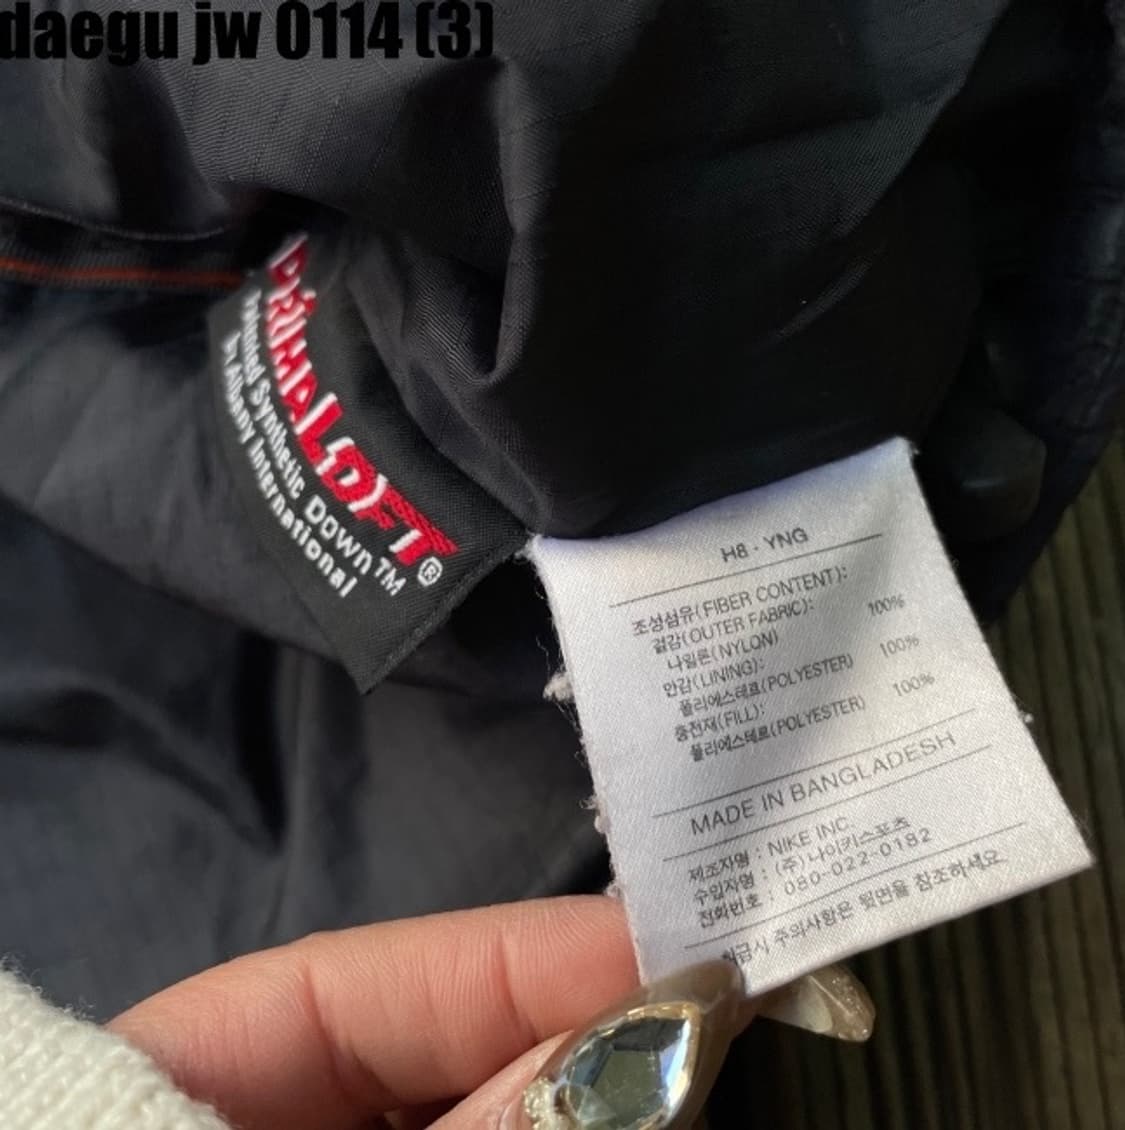 daegu jw 0114 (3)
PRIMALOFT®
Patented Synthetic DOWN™
by Albany International
H8 - YNG
조성섬유(FIBER CONTENT):
겉감(OUTER FABRIC):
나일론(NYLON) 100%
안감(LINING):
폴리에스테르(POLYESTER) 100%
충전재(FILL):
폴리에스테르(POLYESTER) 100%
MADE IN BANGLADESH
제조자명 : NIKE INC.
수입자명 : (주)나이키스포츠
전화번호 : 080-022-0182
취급시 주의사항은 뒷면을 참조하세요